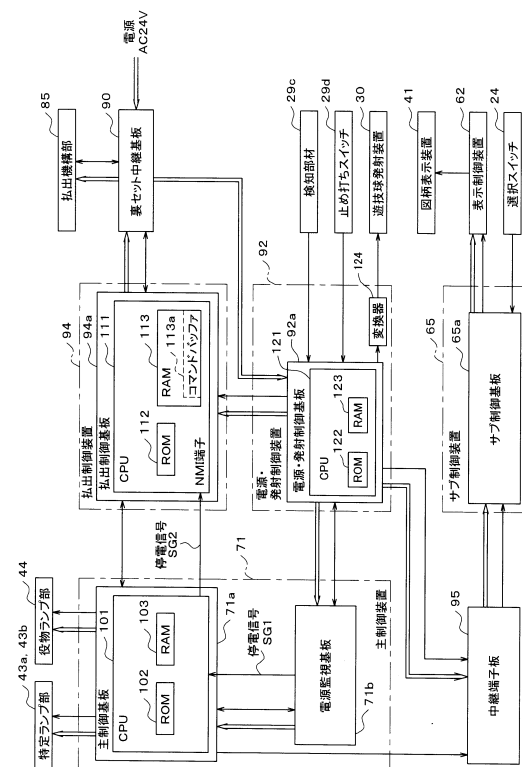 43a, 43b
特定ランプ部
44
役物ランプ部
主制御基板
101
CPU
102
ROM
103
RAM
71a
停電信号
SG2
71
停電信号
SG1
主制御装置
電源監視基板
71b
95
中継端子板
払出制御装置
94
払出制御基板
94a
111
CPU
112
ROM
113
RAM
113a
コマンドバッファ
NMI端子
電源・
発射制御装置
92
電源・発射制御基板
121
92a
CPU
122
ROM
123
RAM
124
変換器
サブ制御装置
65
65a
サブ制御基板
85
払出機構部
90
裏セット中継基板
電源
AC24V
29c
検知部材
29d
止め打ちスイッチ
30
遊技球発射装置
41
図柄表示装置
62
表示制御装置
24
選択スイッチ